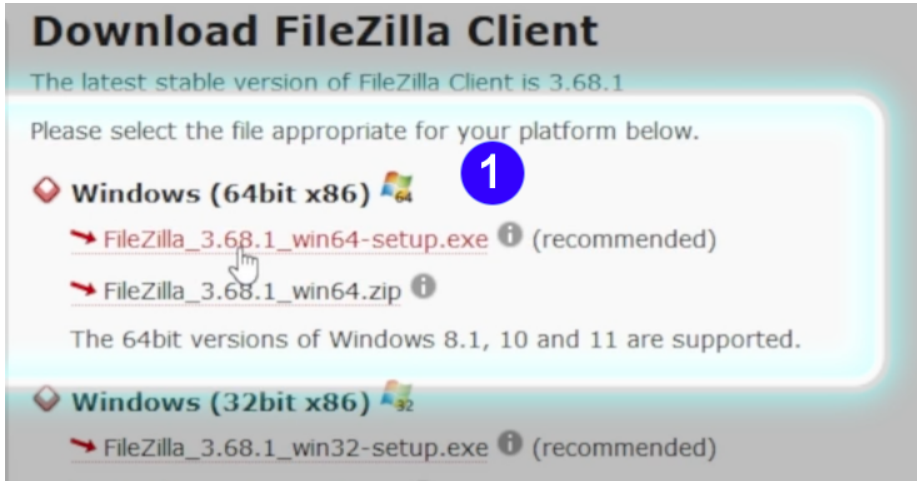 Download FileZilla Client
The latest stable version of FileZilla Client is 3.68.1
Please select the file appropriate for your platform below.
1
Windows (64bit x86) 64
FileZilla_3.68.1_win64-setup.exe i (recommended)
FileZilla_3.68.1_win64.zip i
The 64bit versions of Windows 8.1, 10 and 11 are supported.
Windows (32bit x86) 32
FileZilla_3.68.1_win32-setup.exe i (recommended)